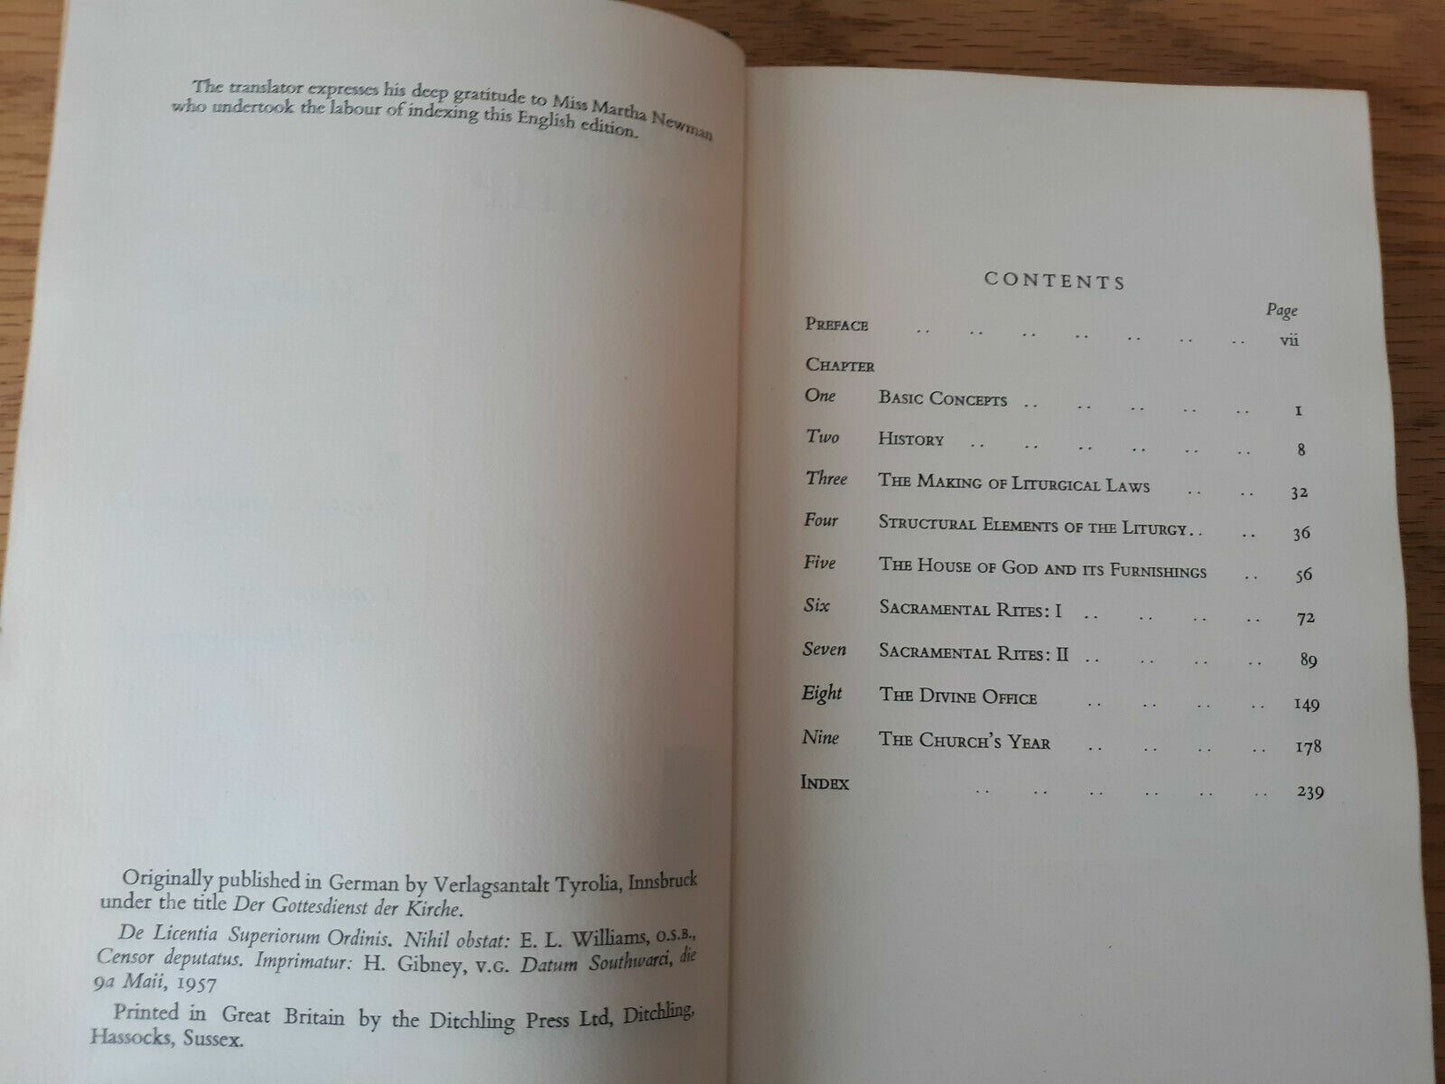 The translator expresses his deep gratitude to Miss Martha Newman
who undertook the labour of indexing this English edition.
Originally published in German by Verlagsantalt Tyrolia, Innsbruck
under the title Der Gottesdienst der Kirche.
De Licentia Superiorum Ordinis. Nihil obstat: E. L. Williams, O.S.B.,
Censor deputatus. Imprimatur: H. Gibney, V.G. Datum Southwarci, die
9a Maii, 1957
Printed in Great Britain by the Ditchling Press Ltd, Ditchling,
Hassocks, Sussex.
CONTENTS
Page
PREFACE .. .. .. .. .. .. .. vii
CHAPTER
One BASIC CONCEPTS .. .. .. .. .. 1
Two HISTORY .. .. .. .. .. .. 8
Three THE MAKING OF LITURGICAL LAWS .. .. 32
Four STRUCTURAL ELEMENTS OF THE LITURGY.. .. 36
Five THE HOUSE OF GOD AND ITS FURNISHINGS .. 56
Six SACRAMENTAL RITES: I .. .. .. .. 72
Seven SACRAMENTAL RITES: II .. .. .. .. 89
Eight THE DIVINE OFFICE .. .. .. .. 149
Nine THE CHURCH'S YEAR .. .. .. .. 178
INDEX .. .. .. .. .. .. 239